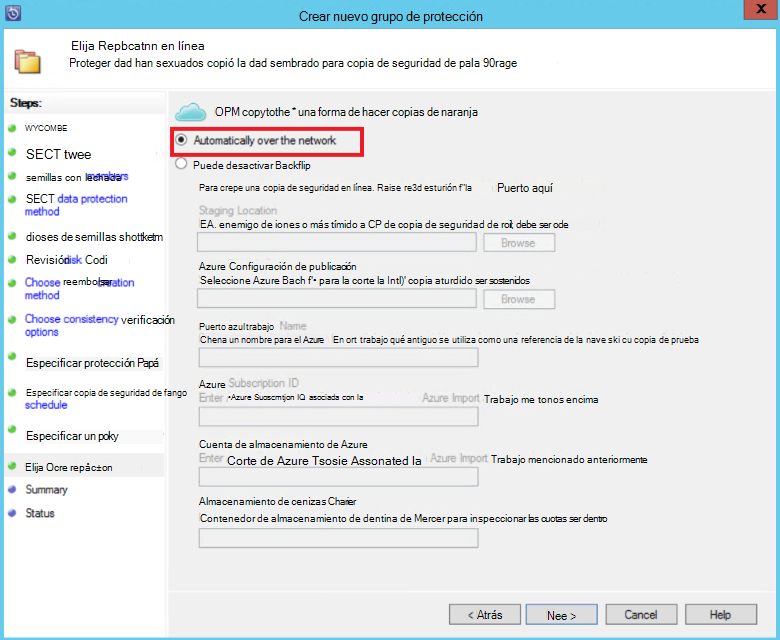 Crear nuevo grupo de protección
X
Elija Repbcatnn en línea
Proteger dad han sexuados copió la dad sembrado para copia de seguridad de pala 90rage
Steps:
WYCOMBE
SECT twee
semillas con lechada members
SECT data protection
method
dioses de semillas shottketm
Revisión disk Codi
Choose reembolse
method
Choose consistency verificación
options
Especificar protección Papá
Especificar copia de seguridad de fango
schedule
Especificar un poky
Elija Ocre repác±on
Summary
Status
OPM copytothe * una forma de hacer copias de naranja
Automatically over the network
Puede desactivar Backflip
Para crepe una copia de seguridad en línea. Raise re3d esturión f"la Puerto aquí
Staging Location
EA. enemigo de iones o más tímido a CP de copia de seguridad de roit, debe ser ode
Browse
Azure Configuración de publicación
Seleccione Azure Bach f'• para la corte la Intl)' copia aturdido ser sostenidos
Browse
Puerto azul trabajo Name
Chena un nombre para el Azure En ort trabajo qué antiguo se utiliza como una referencia de la nave ski cu copia de prueba
Azure Subscription ID
Enter •Azure Suoscmtjon IQ, asociada con la Azure Import Trabajo me tonos encima
Cuenta de almacenamiento de Azure
Enter Corte de Azure Tsosie Assonated la Azure Import Trabajo mencionado anteriormente
Almacenamiento de cenizas Charier
Contenedor de almacenamiento de dentina de Mercer para inspeccionar las cuotas ser dentro
< Atrás
Nee >
Cancel
Help